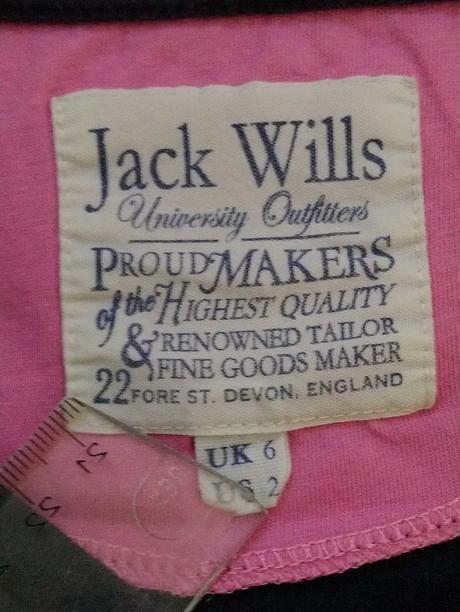 Jack Wills
University Outfitters
PROUD MAKERS
of the HIGHEST QUALITY
& RENOWNED TAILOR
FINE GOODS MAKER
22 FORE ST. DEVON, ENGLAND
UK 6
US 2